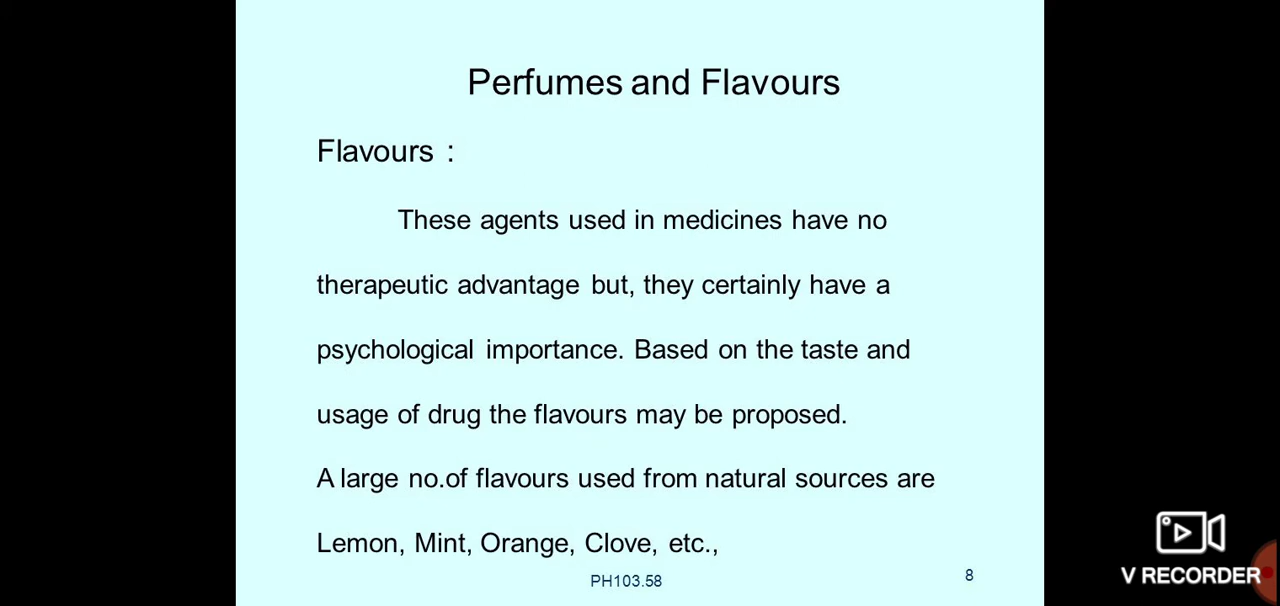 Perfumes and Flavours
Flavours :
These agents used in medicines have no
therapeutic advantage but, they certainly have a
psychological importance. Based on the taste and
usage of drug the flavours may be proposed.
A large no.of flavours used from natural sources are
Lemon, Mint, Orange, Clove, etc.,
PH103.58
8
V RECORDER